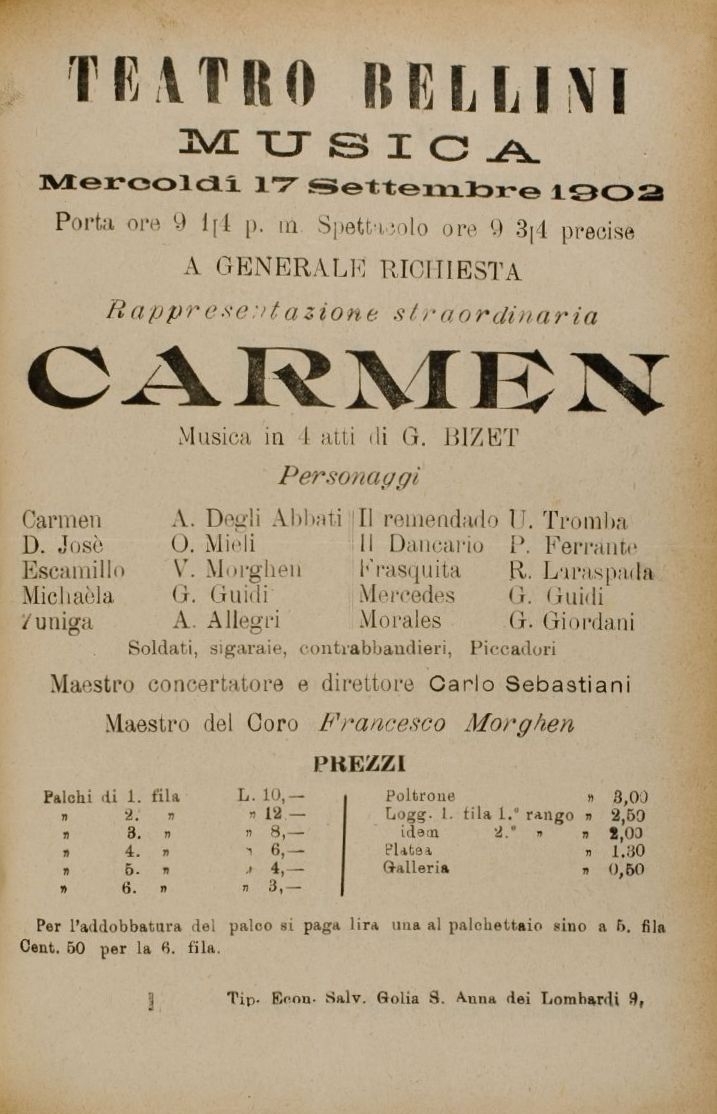 TEATRO BELLINI
MUSICA
Mercoldî 17 Settembre 1902
Porta ore 9 1[4 p. m. Spettacolo ore 9 3[4 precise
A GENERALE RICHIESTA
Rappresentazione straordinaria
CARMEN
Musica in 4 atti di G. BIZET
Personaggi
Carmen A. Degli Abbati Il remendado U. Tromba
D. Josè O. Mieli Il Dancario P. Ferrante
Escamillo V. Morghen Frasquita R. Laraspada
Michaèla G. Guidi Mercedes G. Guidi
Zuniga A. Allegri Morales G. Giordani
Soldati, sigaraie, contrabbandieri, Piccadori
Maestro concertatore e direttore Carlo Sebastiani
Maestro del Coro Francesco Morghen
PREZZI
Palchi di 1. fila L. 10,—
„ 2. „ „ 12 —
„ 3. „ „ 8,—
„ 4. „ „ 6,—
„ 5. „ „ 4,—
„ 6. „ „ 3,—
Poltrone „ 3,00
Logg. 1. fila 1.° rango „ 2,50
idem 2.° „ „ 2,00
Platea „ 1.30
Galleria „ 0,50
Per l'addobbatura del palco si paga lira una al palchettaio sino a 5. fila
Cent. 50 per la 6. fila.
Tip. Econ. Salv. Golia S. Anna dei Lombardi 9,